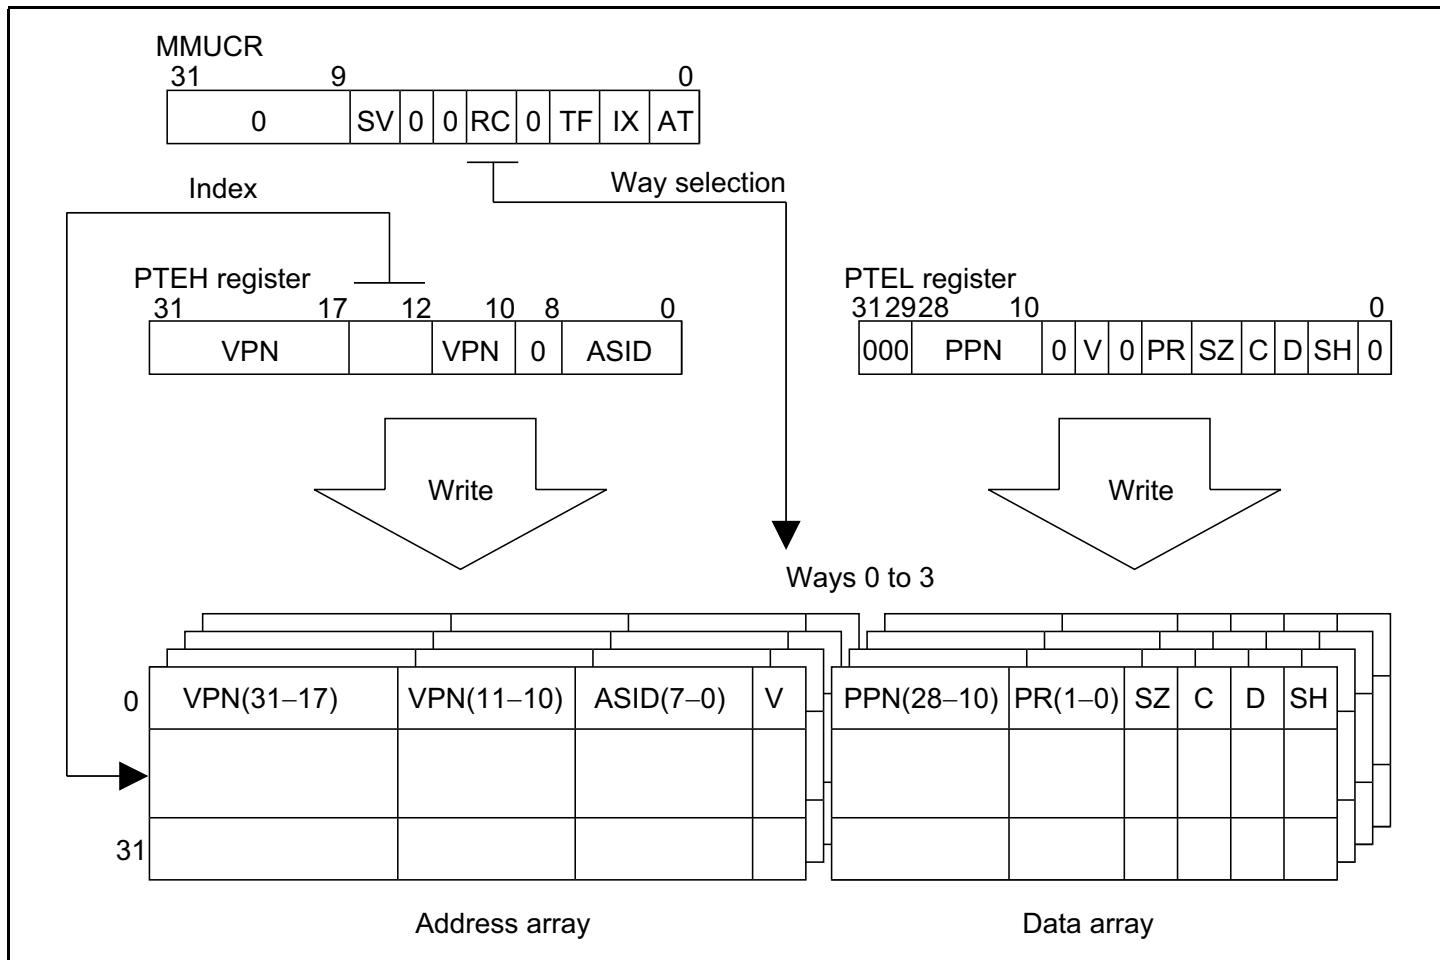 MMUCR
31 9 0
0 SV 0 0 RC 0 TF IX AT
Index
Way selection
PTEH register
31 17 12 10 8 0
VPN VPN 0 ASID
PTEL register
31 29 28 10 0
000 PPN 0 V 0 PR SZ C D SH 0
Write
Write
Ways 0 to 3
0 VPN(31–17) VPN(11–10) ASID(7–0) V
PPN(28–10) PR(1–0) SZ C D SH
31
Address array
Data array